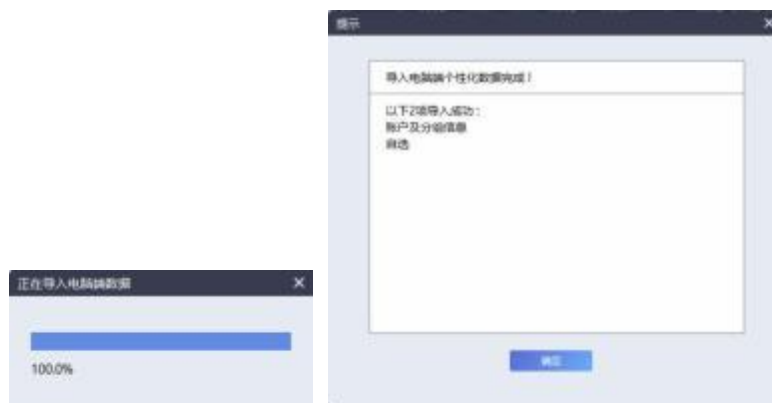 正在导入电脑端数据
100.0%
提示
导入电脑端个性化数据完成！
以下2项导入成功：
账户及分组信息
自选
确定